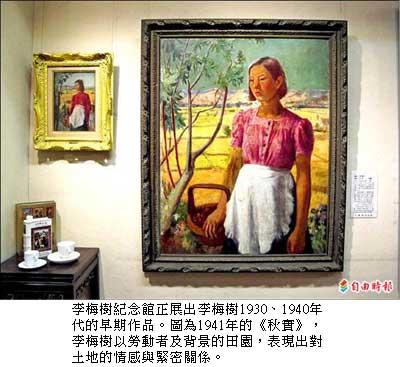 自由時報
李梅樹紀念館正展出李梅樹1930、1940年
代的早期作品。圖為1941年的《秋實》，
李梅樹以勞動者及背景的田園，表現出對
土地的情感與緊密關係。